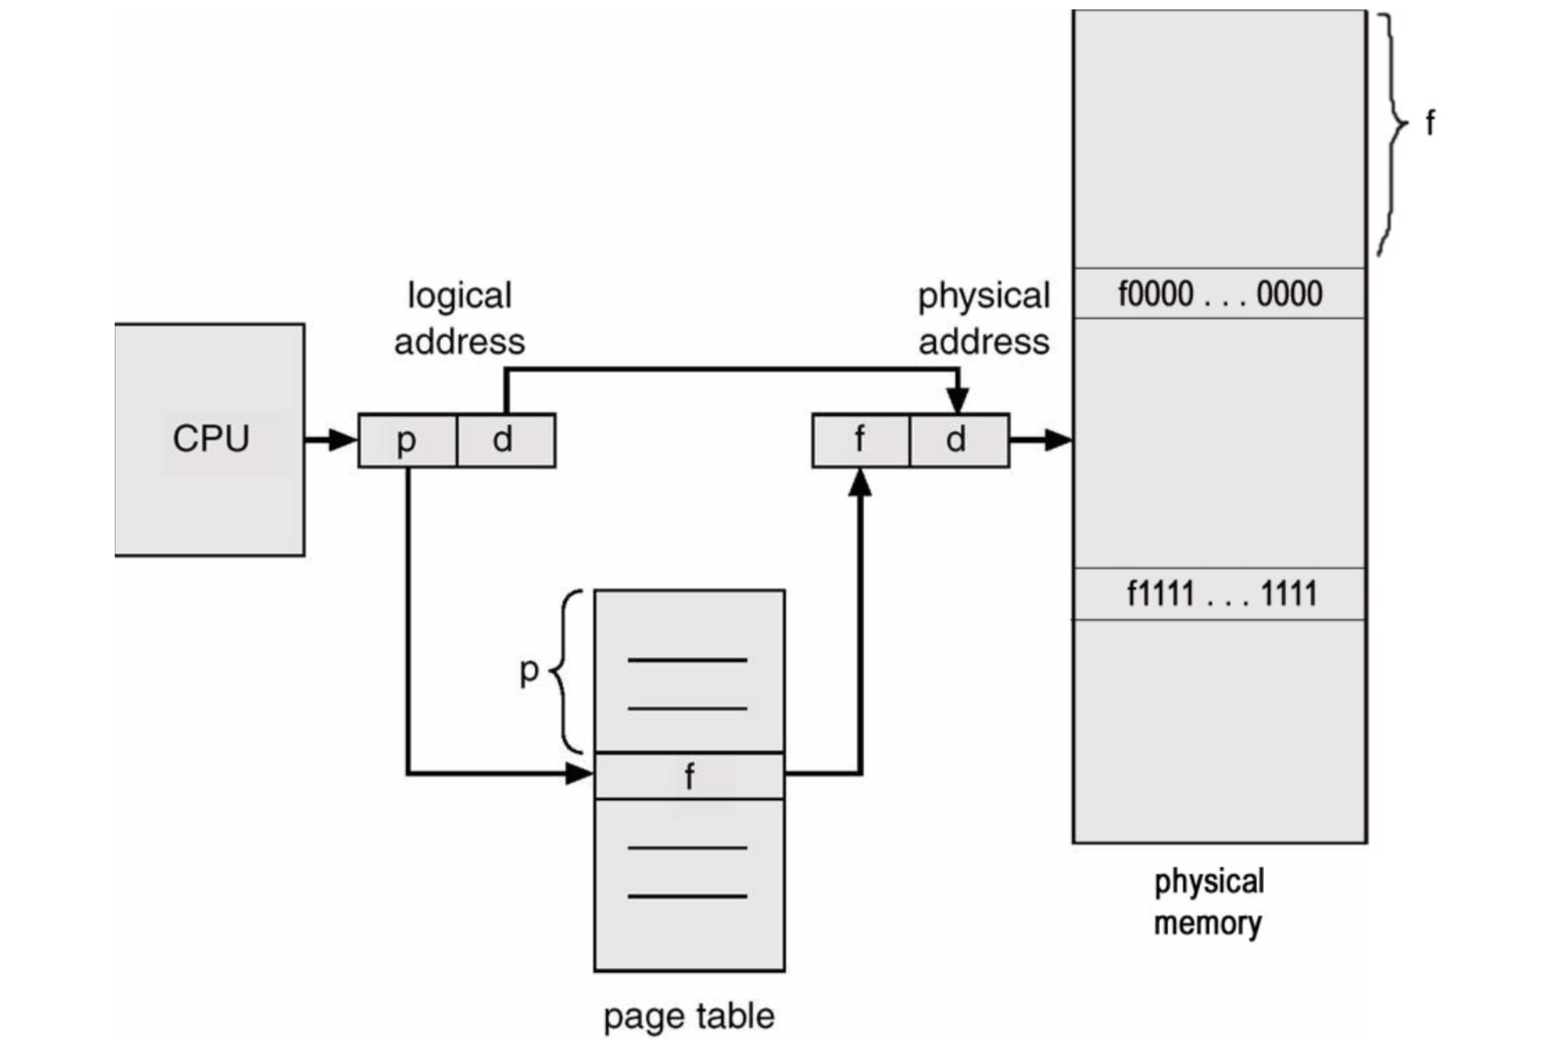 f
f0000 . . . 0000
logical
address
physical
address
CPU
p
d
f
d
f1111 . . . 1111
p
f
physical
memory
page table